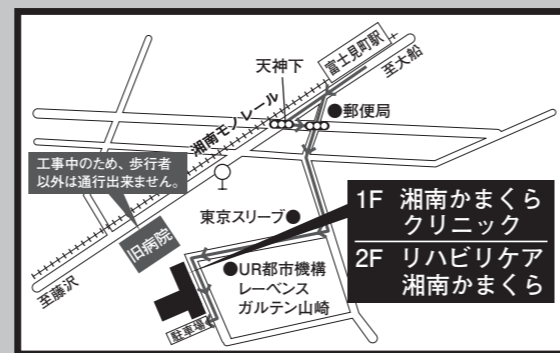 富士見町駅
至大船
天神下
●郵便局
湘南モノレール
工事中のため、歩行者
以外は通行出来ません。
旧病院
東京スリーブ●
1F 湘南かまくら
クリニック
2F リハビリケア
湘南かまくら
●UR都市機構
レーベンス
ガルテン山崎
至藤沢
駐車場